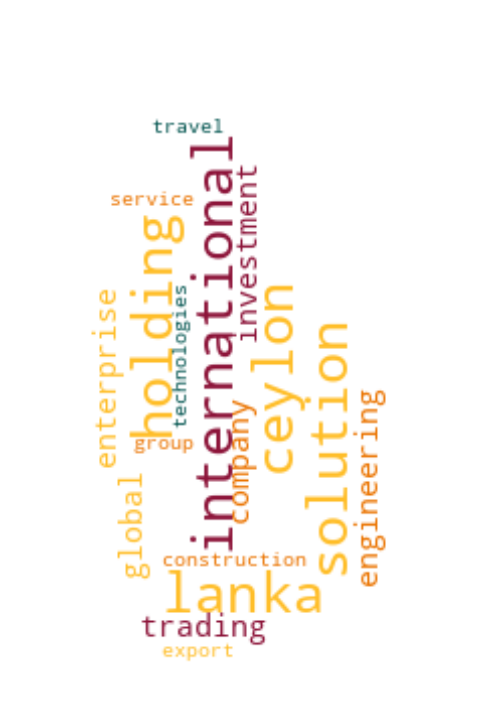 travel
service
international
investment
holding
technologies
ceylon
enterprise
solution
engineering
company
group
global
construction
lanka
trading
export